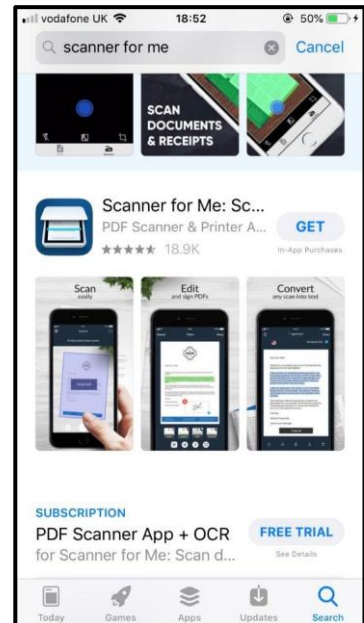 vodafone UK 18:52 50%
scanner for me Cancel
SCAN
DOCUMENTS
& RECEIPTS
Scanner for Me: Sc...
PDF Scanner & Printer A...
GET
18.9K
In-App Purchases
Scan
easily
Edit
and sign PDFs
Convert
any scan into text
SUBSCRIPTION
PDF Scanner App + OCR
FREE TRIAL
for Scanner for Me: Scan d...
See Details
Today Games Apps Updates Search